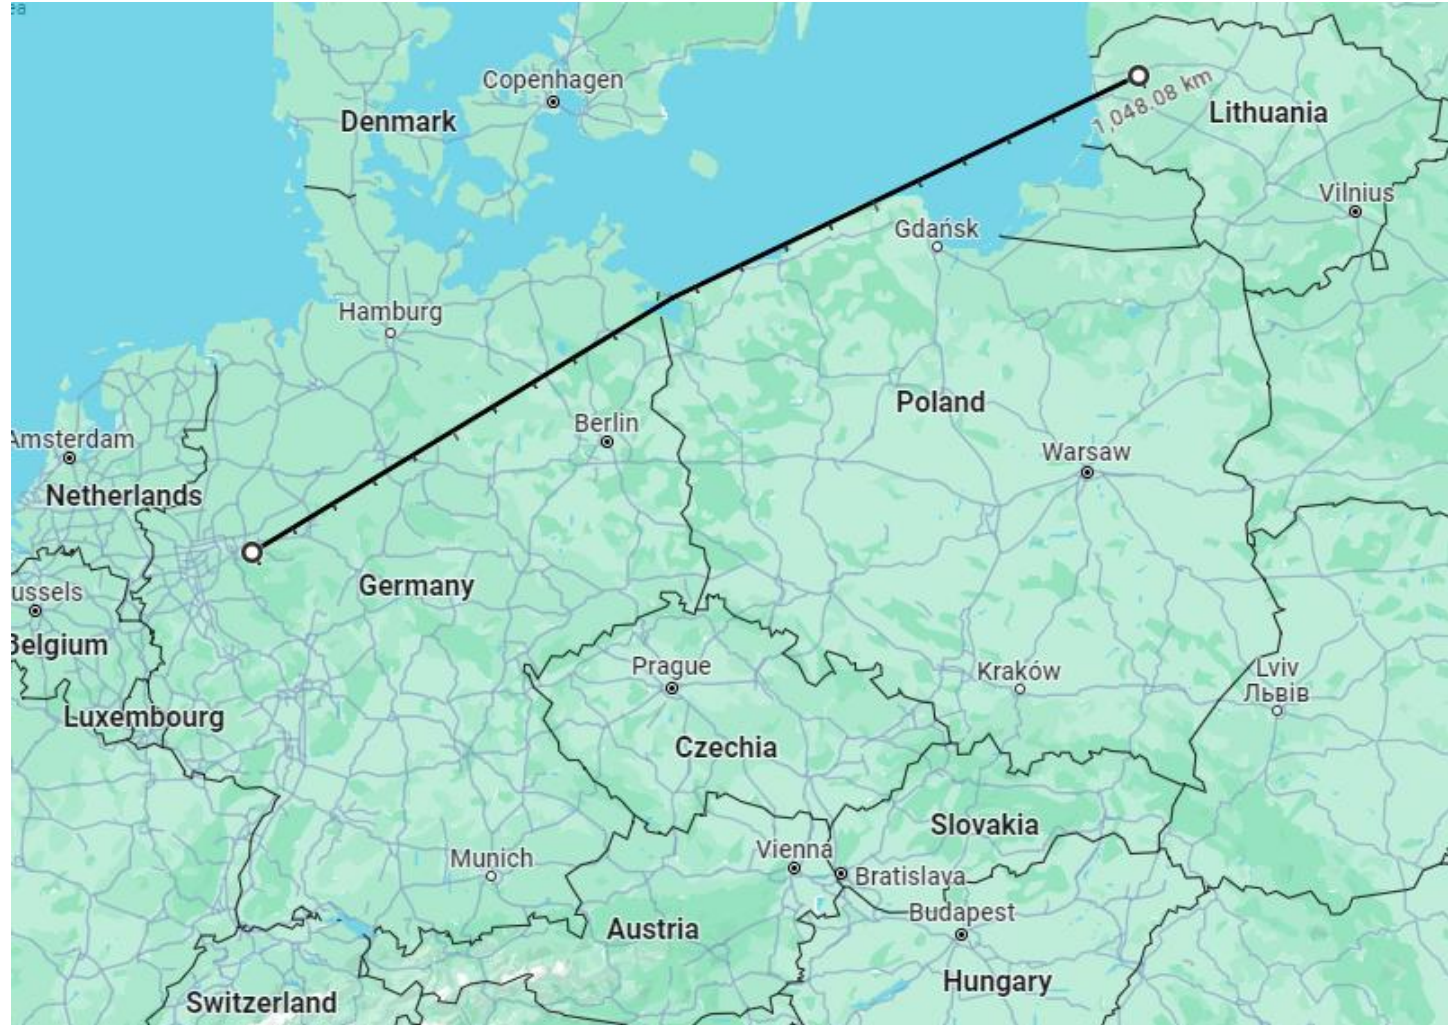 Copenhagen
Denmark
1,048.08 km
Lithuania
Vilnius
Gdańsk
Hamburg
Poland
Berlin
Amsterdam
Warsaw
Netherlands
Germany
ussels
Belgium
Prague
Kraków
Lviv
Львів
Luxembourg
Czechia
Slovakia
Munich
Vienna
Bratislava
Budapest
Austria
Hungary
Switzerland